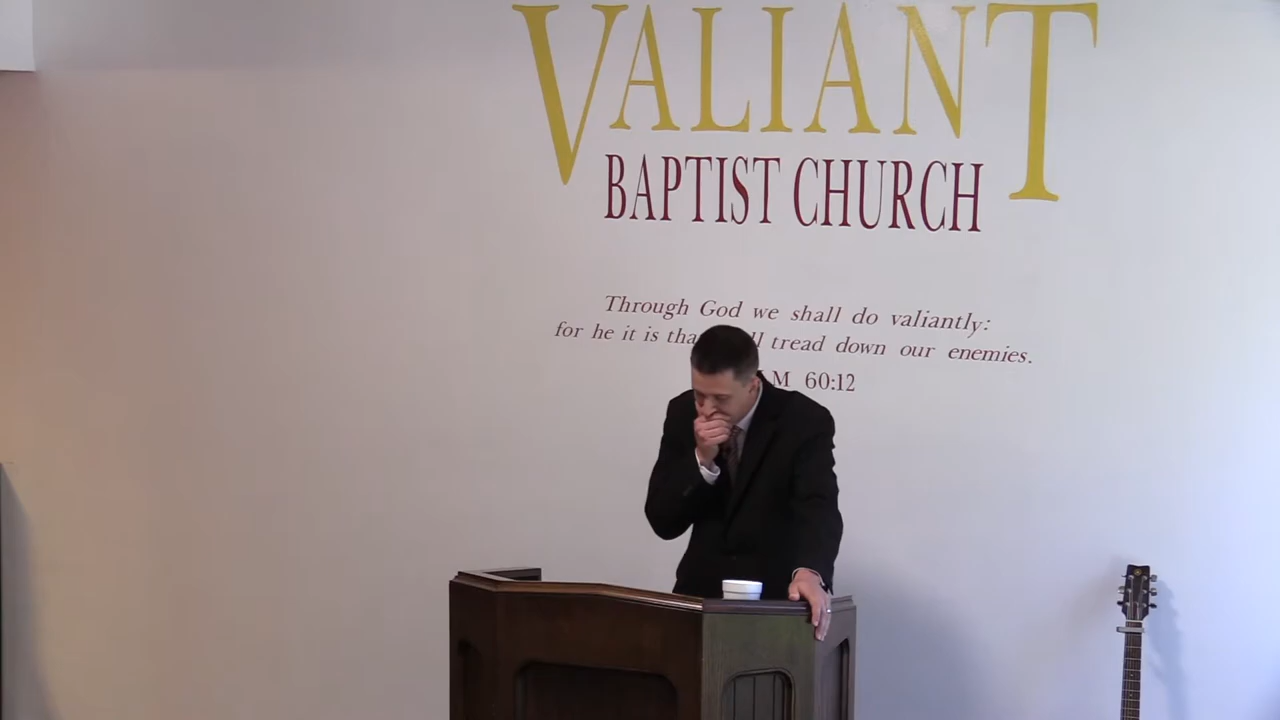 VALIANT
BAPTIST CHURCH
Through God we shall do valiantly:
for he it is tha ll tread down our enemies.
M 60:12